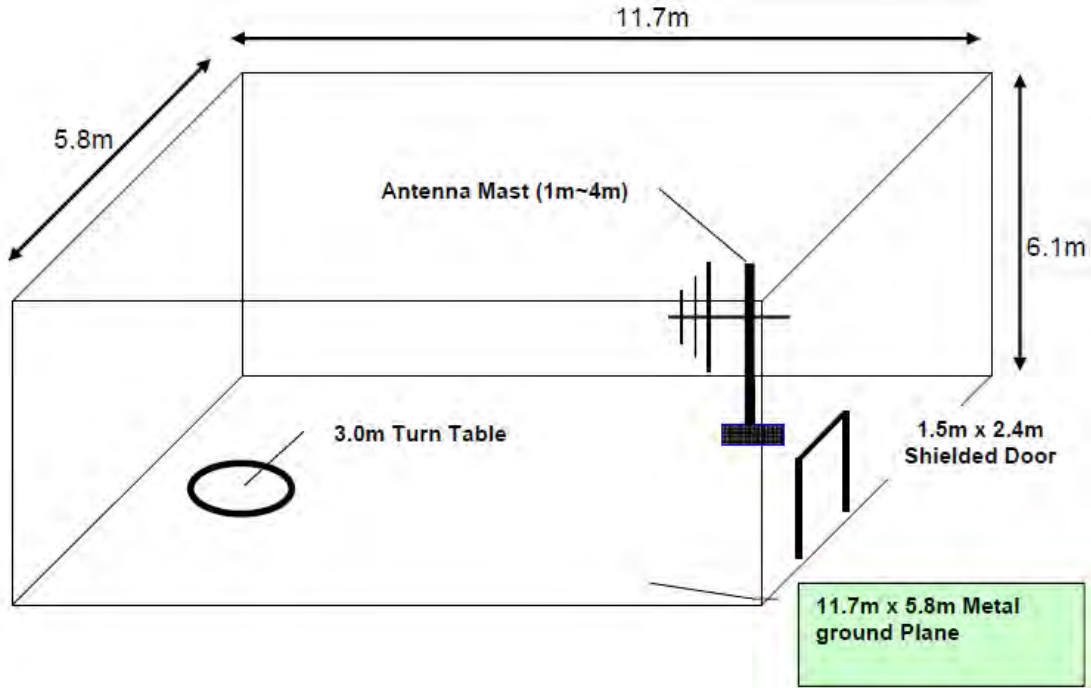 11.7m
5.8m
Antenna Mast (1m~4m)
6.1m
3.0m Turn Table
1.5m x 2.4m
Shielded Door
11.7m x 5.8m Metal
ground Plane